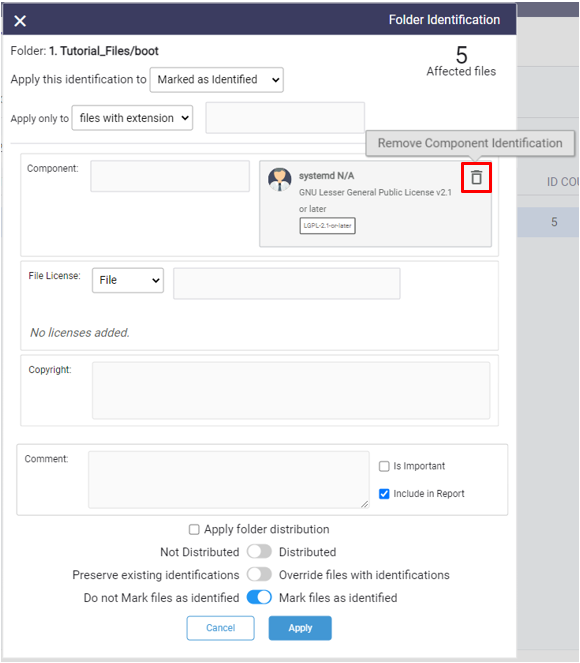 Folder Identification
Folder: 1. Tutorial_Files/boot
5
Affected files
Apply this identification to Marked as Identified
Apply only to files with extension
Remove Component Identification
Component:
systemd N/A
GNU Lesser General Public License v2.1
or later
LGPL-2.1-or-later
ID COU
5
File License: File
No licenses added.
Copyright:
Comment:
Is Important
Include in Report
Apply folder distribution
Not Distributed Distributed
Preserve existing identifications Override files with identifications
Do not Mark files as identified Mark files as identified
Cancel Apply